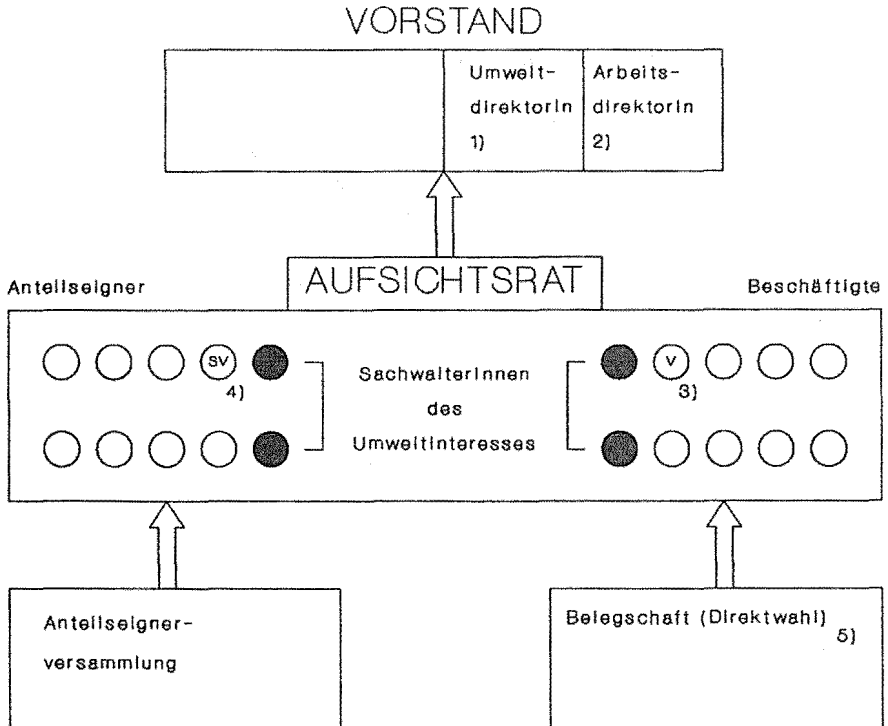 VORSTAND
Umwelt-
direktorIn
1)
Arbeits-
direktorIn
2)
Anteilseigner
AUFSICHTSRAT
Beschäftigte
SV
4)
SachwalterInnen
des
Umweltinteresses
V
3)
Anteilseigner-
versammlung
Belegschaft (Direktwahl)
5)